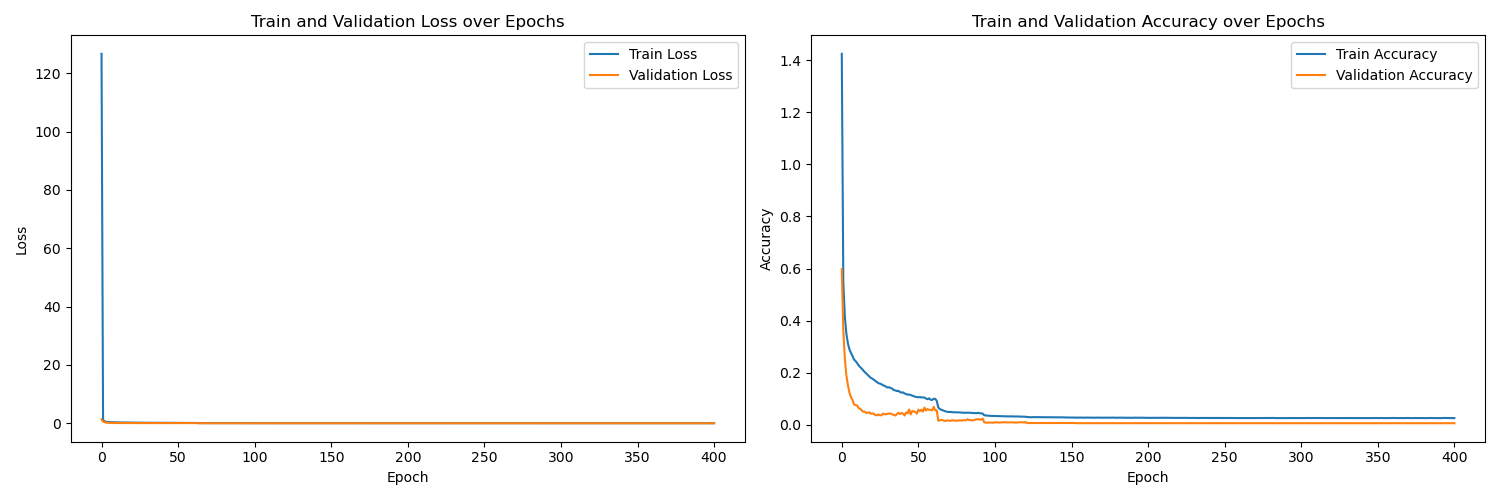 Train and Validation Loss over Epochs
Train Loss
Validation Loss
120
100
80
60
40
20
0
Loss
0 50 100 150 200 250 300 350 400
Epoch
Train and Validation Accuracy over Epochs
Train Accuracy
Validation Accuracy
1.4
1.2
1.0
0.8
0.6
0.4
0.2
0.0
Accuracy
0 50 100 150 200 250 300 350 400
Epoch